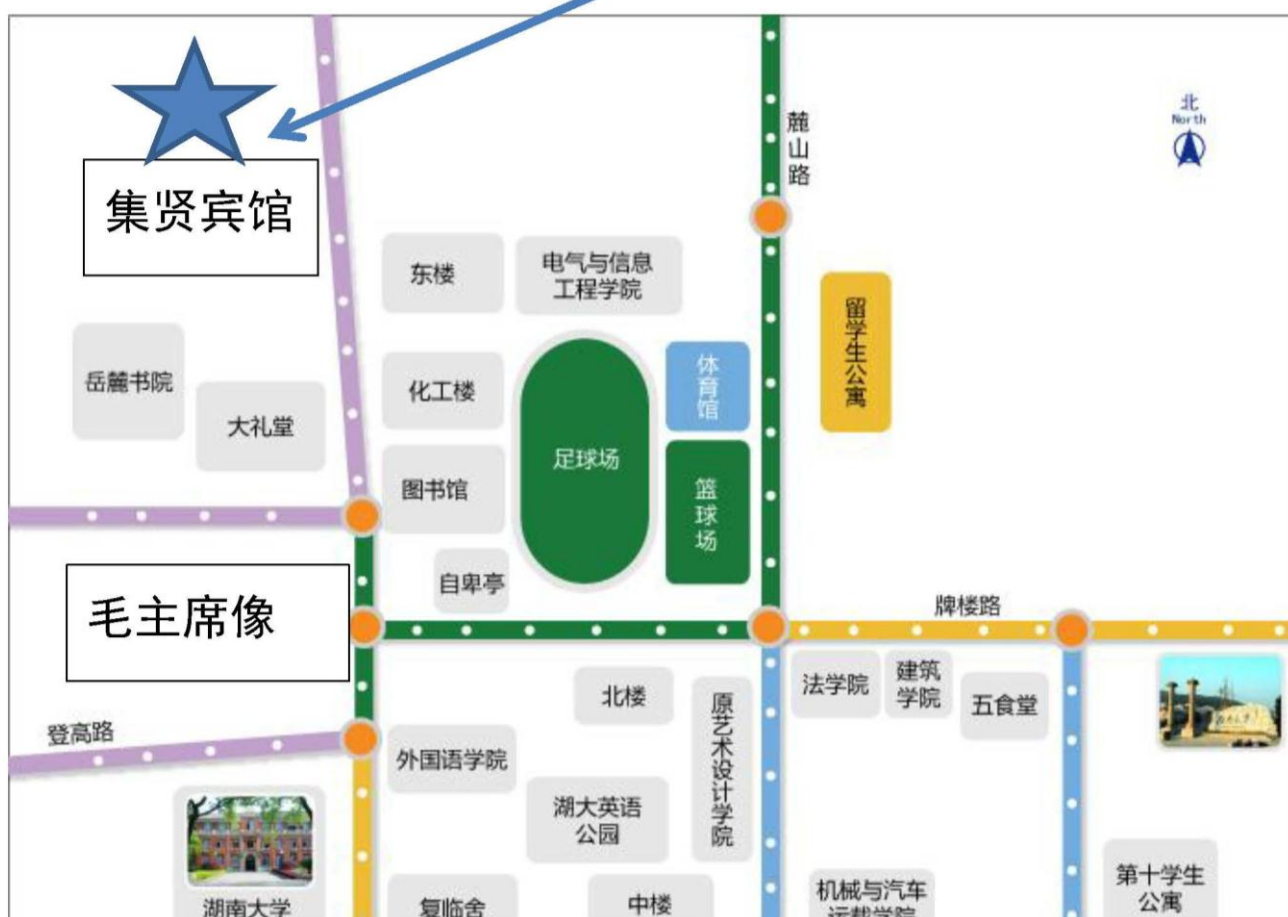 北
North
麓山路
集贤宾馆
东楼
电气与信息
工程学院
留学生公寓
岳麓书院
大礼堂
化工楼
体育馆
足球场
图书馆
篮球场
自卑亭
毛主席像
牌楼路
登高路
北楼
原艺术设计学院
法学院
建筑
学院
五食堂
外国语学院
湖大英语
公园
湖南大学
复临舍
中楼
机械与汽车
运载学院
第十学生
公寓